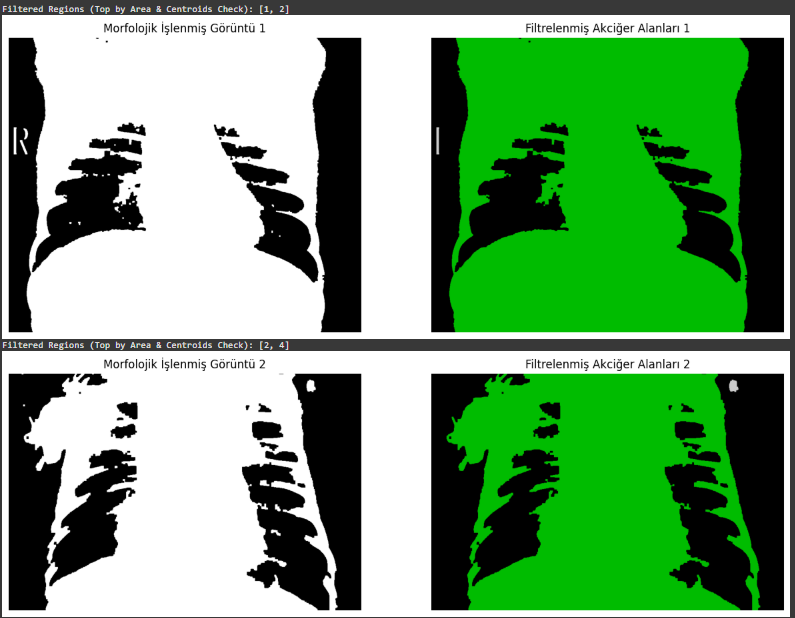 Filtered Regions (Top by Area & Centroids Check): [1, 2]
Morfolojik İşlenmiş Görüntü 1
Filtrelenmiş Akciğer Alanları 1
R
Filtered Regions (Top by Area & Centroids Check): [2, 4]
Morfolojik İşlenmiş Görüntü 2
Filtrelenmiş Akciğer Alanları 2